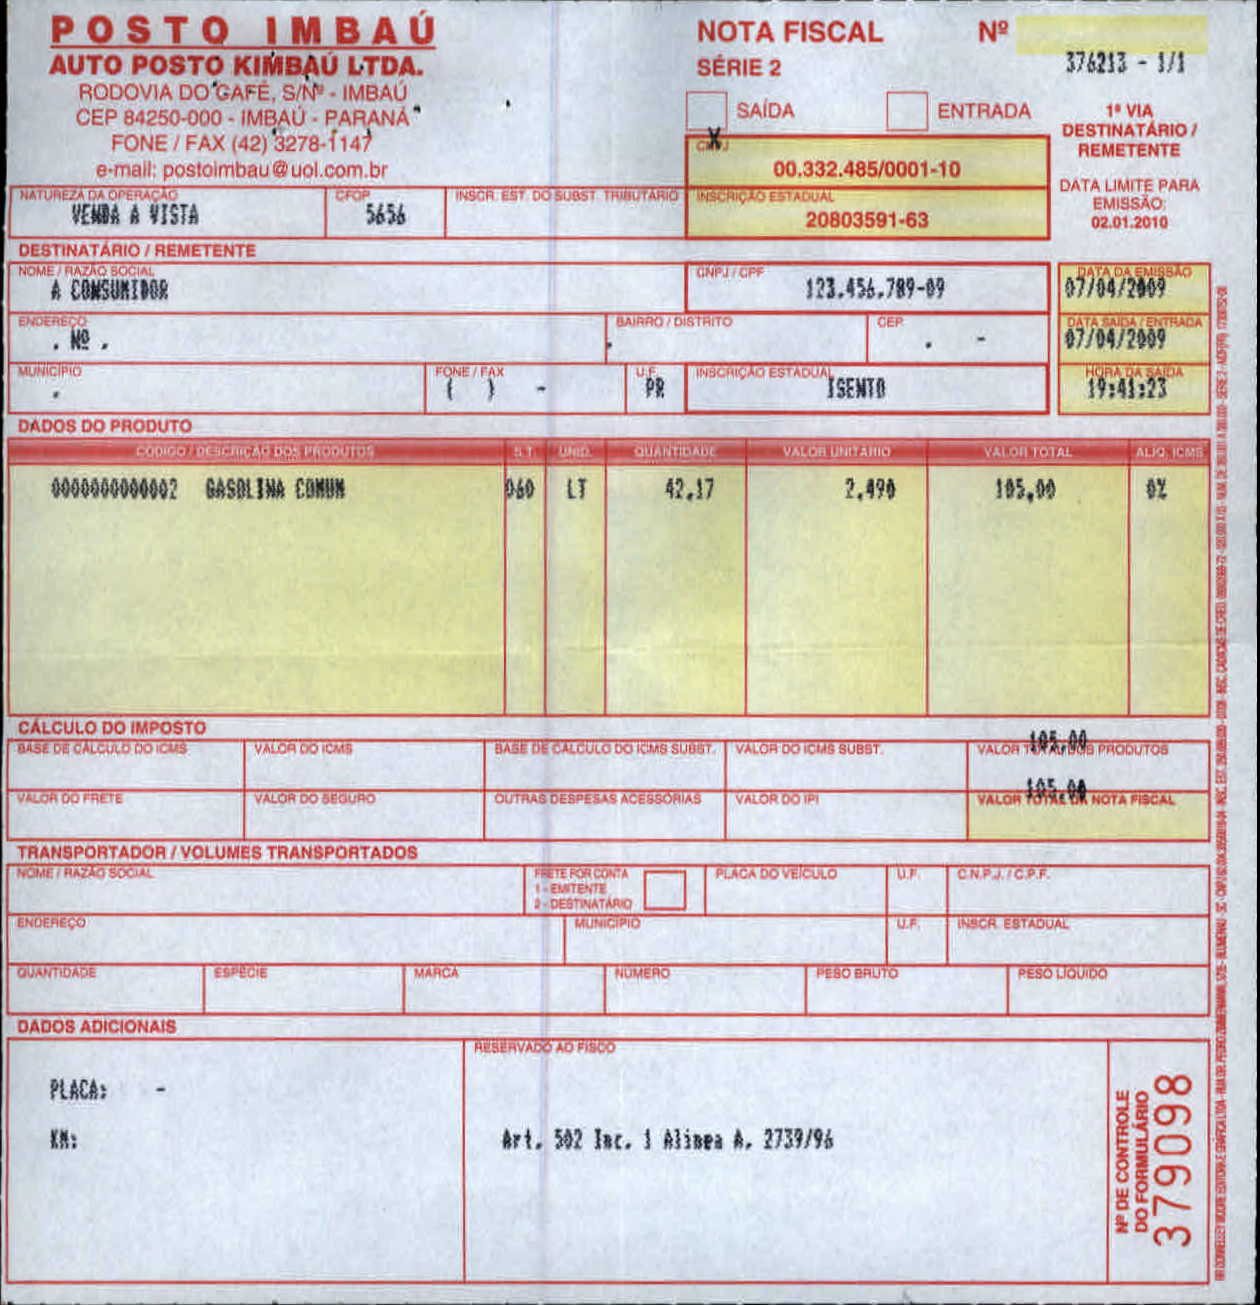 POSTO IMBAÚ
AUTO POSTO KIMBAÚ LTDA.
RODOVIA DO CAFÉ, S/Nº - IMBAÚ
CEP 84250-000 - IMBAÚ - PARANÁ
FONE / FAX (42) 3278-1147
e-mail: postoimbau@uol.com.br
NOTA FISCAL Nº
SÉRIE 2
376213 - 1/1
SAÍDA ENTRADA
X
1ª VIA
DESTINATÁRIO /
REMETENTE
DATA LIMITE PARA
EMISSÃO:
02.01.2010
CNPJ
00.332.485/0001-10
INSCRIÇÃO ESTADUAL
20803591-63
NATUREZA DA OPERAÇÃO CFOP INSCR. EST. DO SUBST. TRIBUTÁRIO
VENDA A VISTA 5656
DESTINATÁRIO / REMETENTE
NOME / RAZÃO SOCIAL CNPJ / CPF DATA DA EMISSÃO
A CONSUMIDOR 123.456.789-09 07/04/2009
ENDEREÇO BAIRRO / DISTRITO CEP DATA SAÍDA / ENTRADA
. Nº . . . - 07/04/2009
MUNICÍPIO FONE / FAX U.F. INSCRIÇÃO ESTADUAL HORA DA SAÍDA
. ( ) - PR ISENTO 19:41:23
DADOS DO PRODUTO
CÓDIGO / DESCRIÇÃO DOS PRODUTOS S.T. UNID. QUANTIDADE VALOR UNITÁRIO VALOR TOTAL ALIQ. ICMS
0000000000002 GASOLINA COMUM 060 LT 42,17 2,490 105,00 0%
CÁLCULO DO IMPOSTO
BASE DE CÁLCULO DO ICMS VALOR DO ICMS BASE DE CÁLCULO DO ICMS SUBST. VALOR DO ICMS SUBST. VALOR TOTAL DOS PRODUTOS
105,00
105,00
VALOR DO FRETE VALOR DO SEGURO OUTRAS DESPESAS ACESSÓRIAS VALOR DO IPI VALOR TOTAL DA NOTA FISCAL
TRANSPORTADOR / VOLUMES TRANSPORTADOS
NOME / RAZÃO SOCIAL FRETE POR CONTA PLACA DO VEÍCULO U.F. C.N.P.J. / C.P.F.
1 - EMITENTE
2 - DESTINATÁRIO
ENDEREÇO MUNICÍPIO U.F. INSCR. ESTADUAL
QUANTIDADE ESPÉCIE MARCA NÚMERO PESO BRUTO PESO LÍQUIDO
DADOS ADICIONAIS
RESERVADO AO FISCO
PLACA: -
KM:
Art. 502 Inc. 1 Alinea A. 2739/96
Nº DE CONTROLE
DO FORMULÁRIO
379098